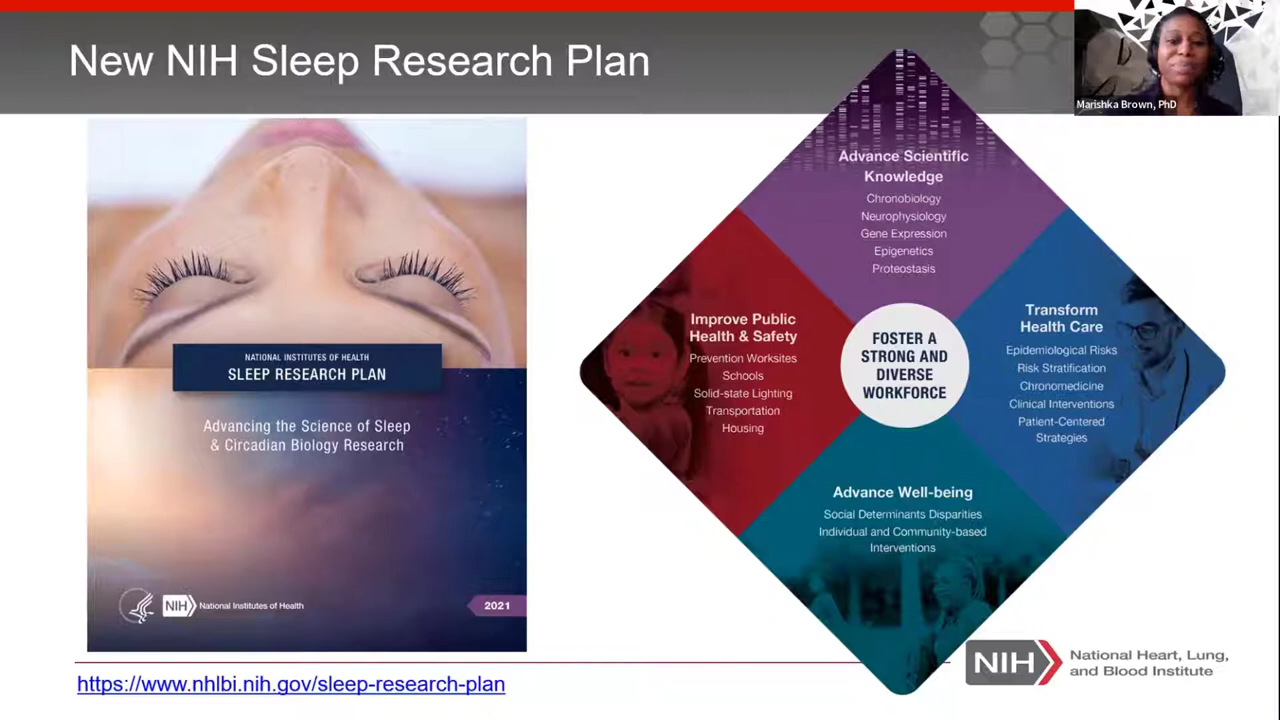 New NIH Sleep Research Plan
Marishka Brown, PhD
NATIONAL INSTITUTES OF HEALTH
SLEEP RESEARCH PLAN
Advancing the Science of Sleep
& Circadian Biology Research
NIH
National Institutes of Health
2021
Advance Scientific
Knowledge
Chronobiology
Neurophysiology
Gene Expression
Epigenetics
Proteostasis
Improve Public
Health & Safety
Prevention Worksites
Schools
Solid-state Lighting
Transportation
Housing
FOSTER A
STRONG AND
DIVERSE
WORKFORCE
Transform
Health Care
Epidemiological Risks
Risk Stratification
Chronomedicine
Clinical Interventions
Patient-Centered
Strategies
Advance Well-being
Social Determinants Disparities
Individual and Community-based
Interventions
https://www.nhlbi.nih.gov/sleep-research-plan
NIH
National Heart, Lung,
and Blood Institute